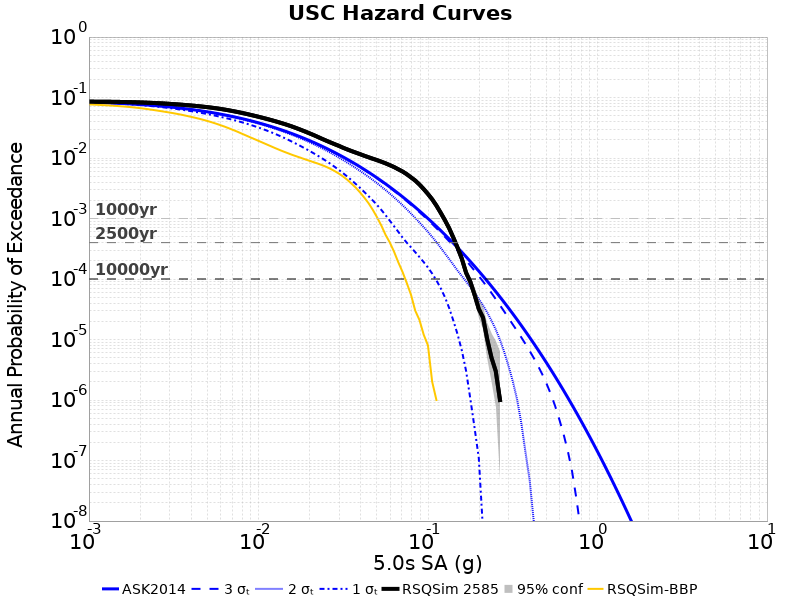 USC Hazard Curves
10^0
10^-1
10^-2
10^-3
10^-4
10^-5
10^-6
10^-7
10^-8
Annual Probability of Exceedance
1000yr
2500yr
10000yr
10^-3 10^-2 10^-1 10^0 10^1
5.0s SA (g)
ASK2014 3 σₜ 2 σₜ 1 σₜ RSQSim 2585 95% conf RSQSim-BBP